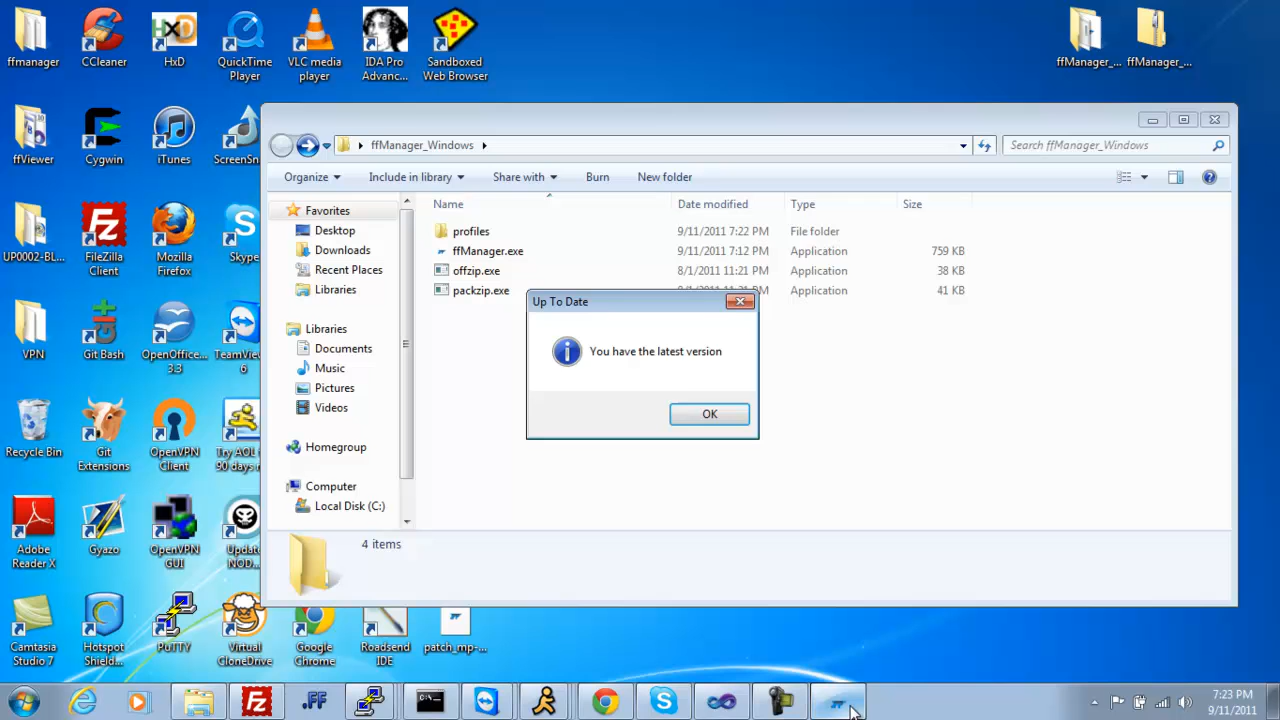 ffmanager
CCleaner
HxD
QuickTime
Player
VLC media
player
IDA Pro
Advanc...
Sandboxed
Web Browser
ffManager_...
ffManager_...
ffViewer
Cygwin
iTunes
ScreenSn
ffManager_Windows
Search ffManager_Windows
Organize
Include in library
Share with
Burn
New folder
Name
Date modified
Type
Size
profiles
9/11/2011 7:22 PM
File folder
ffManager.exe
9/11/2011 7:12 PM
Application
759 KB
offzip.exe
8/1/2011 11:21 PM
Application
38 KB
packzip.exe
Application
41 KB
Favorites
Desktop
Downloads
Recent Places
Libraries
Libraries
Documents
Music
Pictures
Videos
Homegroup
Computer
Local Disk (C:)
Up To Date
You have the latest version
OK
4 items
UP0002-BL...
FileZilla
Client
Mozilla
Firefox
Skype
VPN
Git Bash
OpenOffice....
3.3
TeamVie
6
Recycle Bin
Git
Extensions
OpenVPN
Client
Try AOL
90 days
Adobe
Reader X
Gyazo
OpenVPN
GUI
Updat
NOD...
Camtasia
Studio 7
Hotspot
Shield...
PuTTY
Virtual
CloneDrive
Google
Chrome
Roadsend
IDE
patch_mp-...
.FF
7:23 PM
9/11/2011